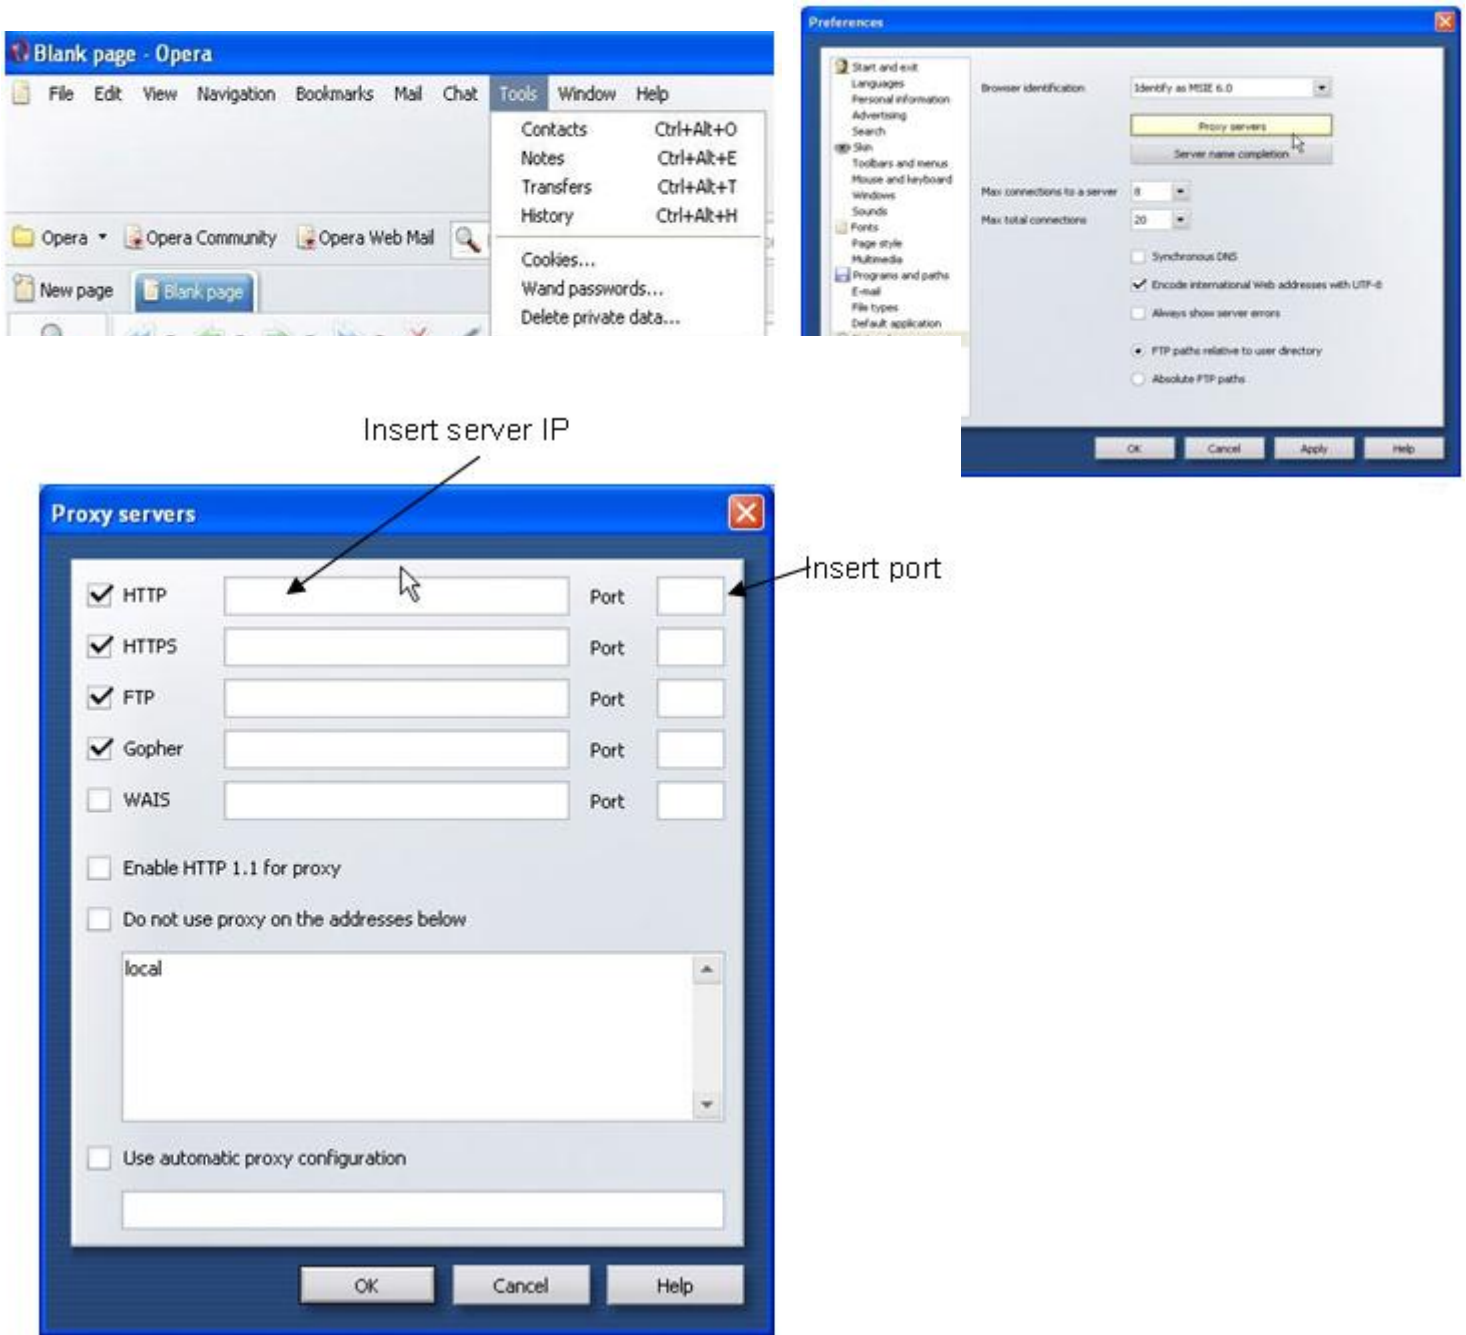 Blank page - Opera
File Edit View Navigation Bookmarks Mail Chat Tools Window Help
Contacts Ctrl+Alt+O
Notes Ctrl+Alt+E
Transfers Ctrl+Alt+T
History Ctrl+Alt+H
Cookies...
Wand passwords...
Delete private data...
Opera Opera Community Opera Web Mail
New page Blank page
Preferences
Start and exit
Languages
Personal information
Advertising
Search
Skin
Toolbars and menus
Mouse and keyboard
Windows
Sounds
Fonts
Page style
Multimedia
Programs and paths
E-mail
File types
Default application
Browser identification Identify as MSIE 6.0
Proxy servers
Server name completion
Max connections to a server 8
Max total connections 20
Synchronous DNS
Encode international Web addresses with UTF-8
Always show server errors
FTP paths relative to user directory
Absolute FTP paths
OK Cancel Apply Help
Insert server IP
Insert port
Proxy servers
HTTP Port
HTTPS Port
FTP Port
Gopher Port
WAIS Port
Enable HTTP 1.1 for proxy
Do not use proxy on the addresses below
local
Use automatic proxy configuration
OK Cancel Help